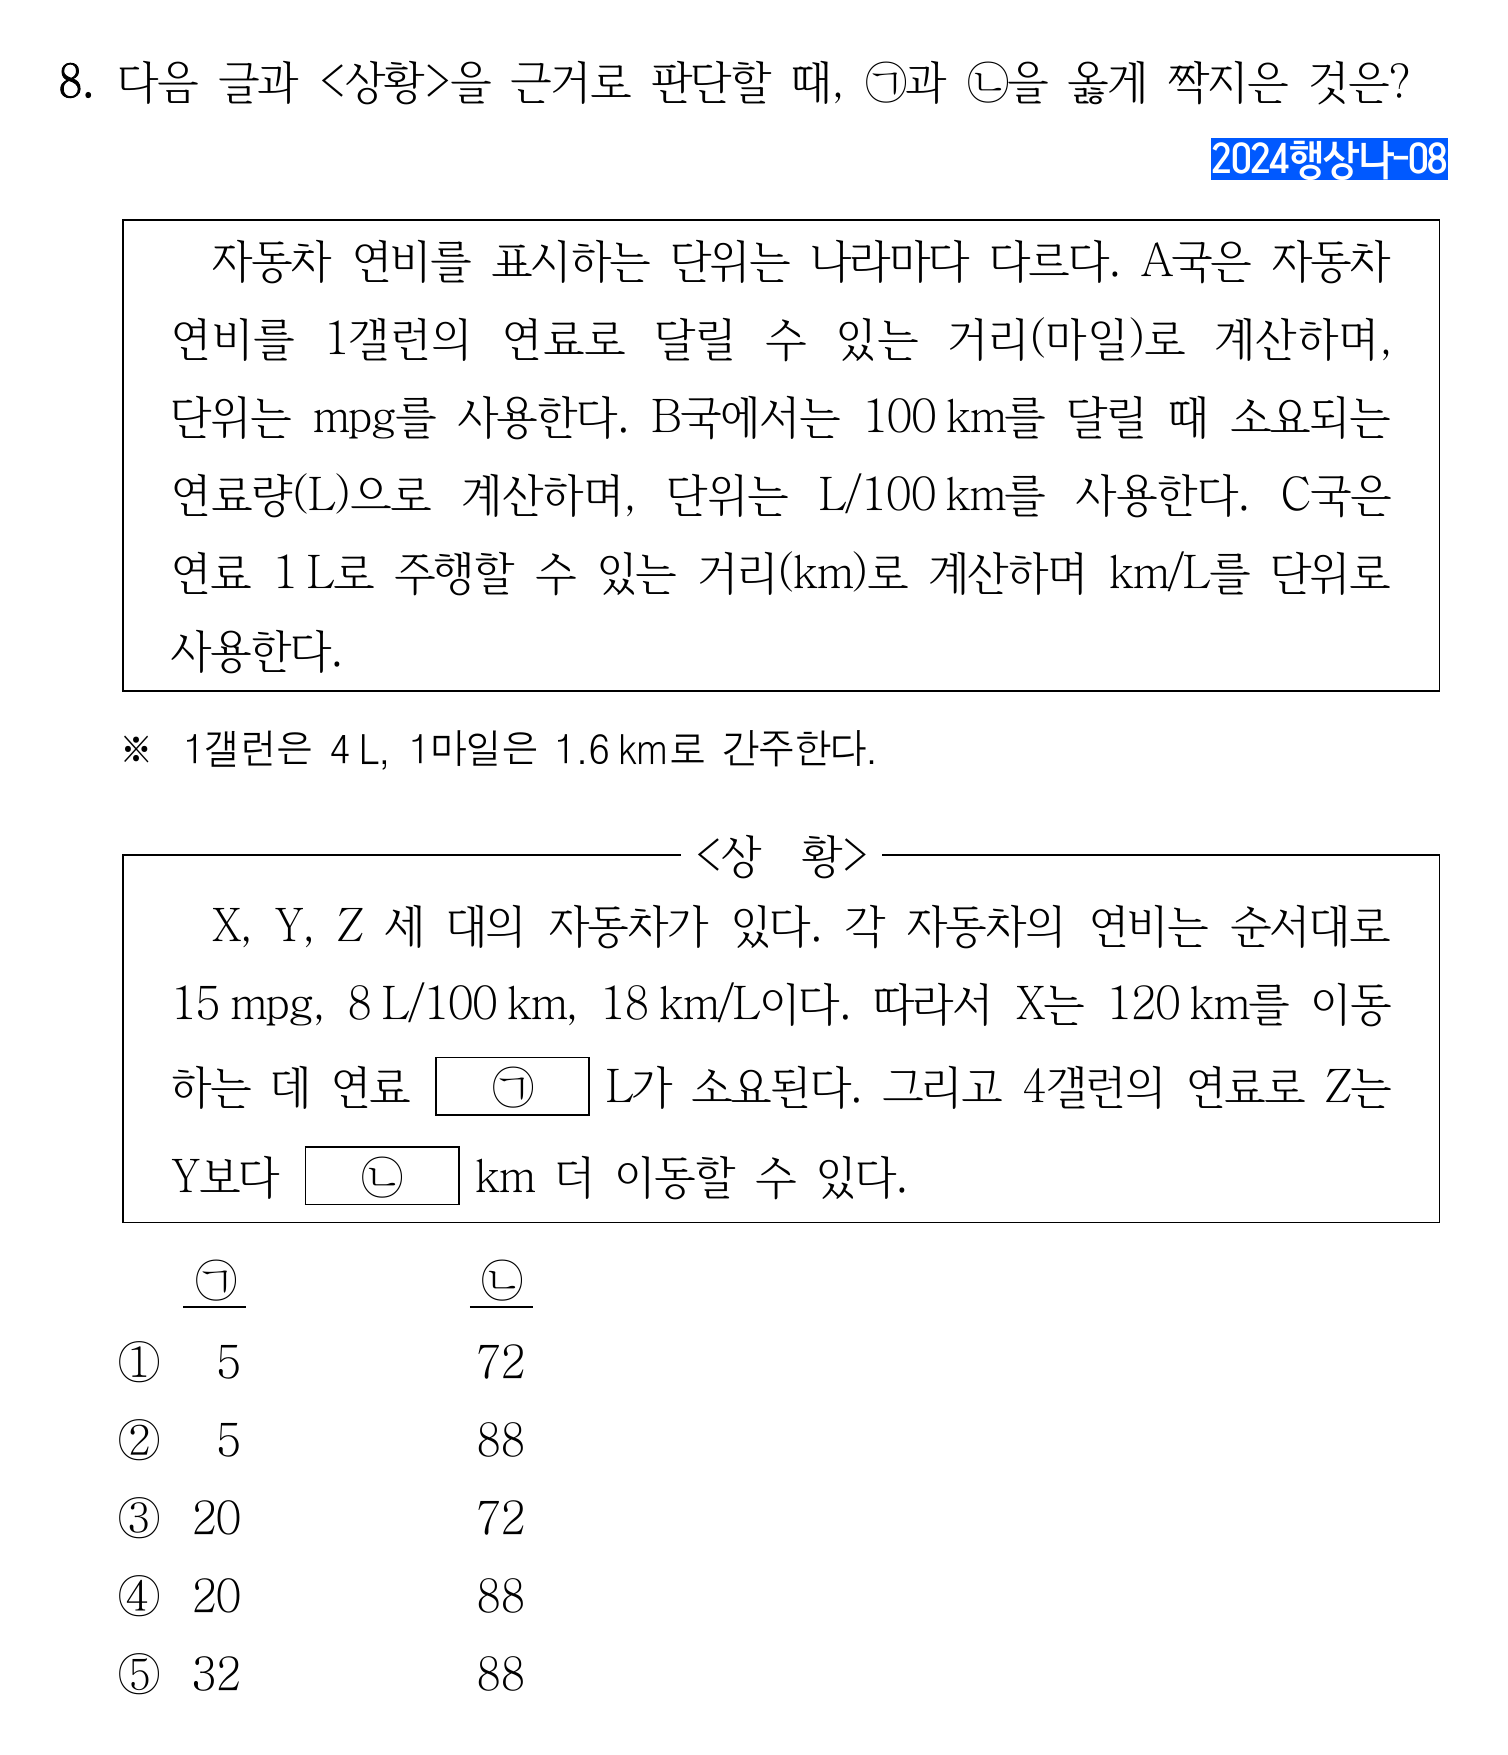 8. 다음 글과 <상황>을 근거로 판단할 때, ㉠과 ㉡을 옳게 짝지은 것은?
2024행상나-08
자동차 연비를 표시하는 단위는 나라마다 다르다. A국은 자동차
연비를 1갤런의 연료로 달릴 수 있는 거리(마일)로 계산하며,
단위는 mpg를 사용한다. B국에서는 100 km를 달릴 때 소요되는
연료량(L)으로 계산하며, 단위는 L/100 km를 사용한다. C국은
연료 1 L로 주행할 수 있는 거리(km)로 계산하며 km/L를 단위로
사용한다.
※ 1갤런은 4 L, 1마일은 1.6 km로 간주한다.
<상 황>
X, Y, Z 세 대의 자동차가 있다. 각 자동차의 연비는 순서대로
15 mpg, 8 L/100 km, 18 km/L이다. 따라서 X는 120 km를 이동
하는 데 연료 ㉠ L가 소요된다. 그리고 4갤런의 연료로 Z는
Y보다 ㉡ km 더 이동할 수 있다.
㉠ ㉡
① 5 72
② 5 88
③ 20 72
④ 20 88
⑤ 32 88